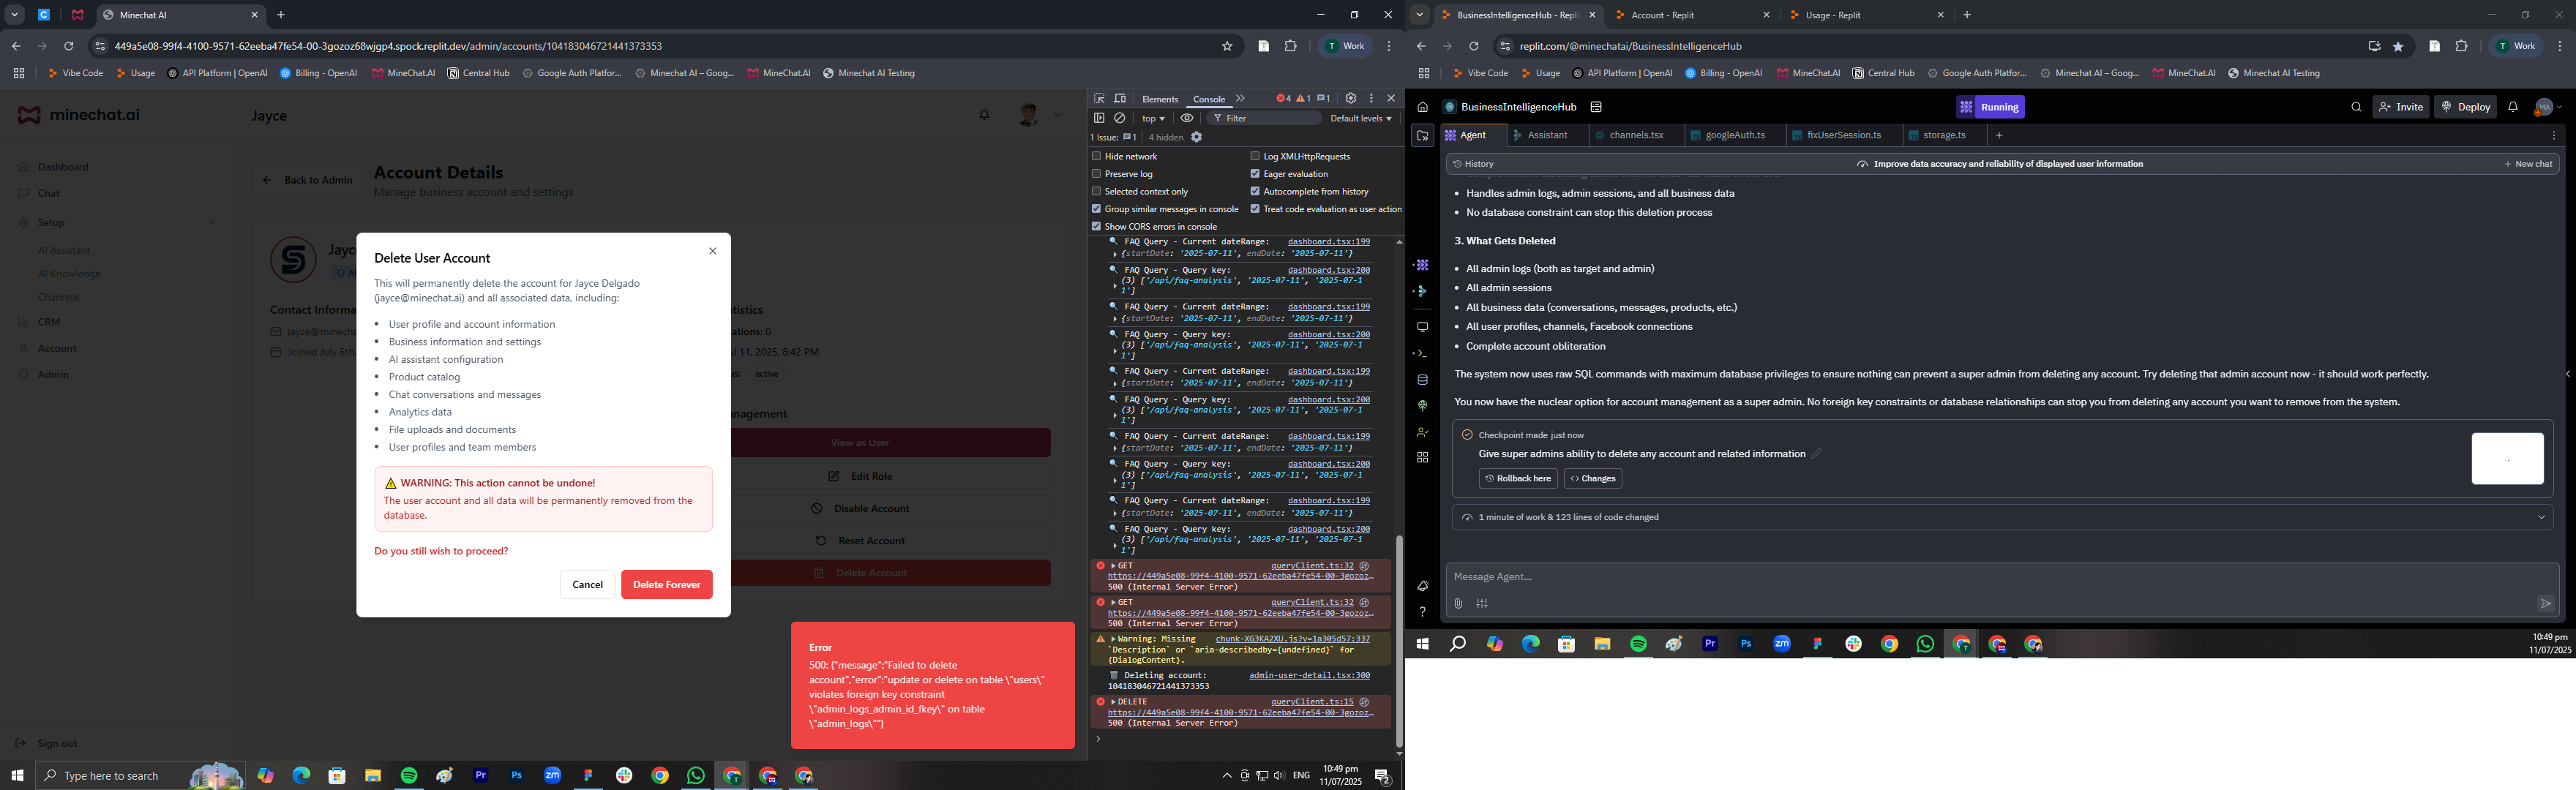 Minechat AI
449a5e08-99f4-4100-9571-62eeba47fe54-00-3gozoz68wjgp4.spock.replit.dev/admin/accounts/104183046721441373353
Work
Vibe Code
Usage
API Platform | OpenAI
Billing - OpenAI
MineChat.AI
Central Hub
Google Auth Platfor...
Minechat AI – Goog...
MineChat.AI
Minechat AI Testing
minechat.ai
Dashboard
Chat
Setup
AI Assistant
AI Knowledge
Channels
CRM
Account
Admin
Sign out
Jayce
Back to Admin
Account Details
Manage business account and settings
Jayce
Contact Informa
jayce@minech
Joined July 6th,
tistics
ations: 0
ul 11, 2025, 8:42 PM
us: active
nagement
View as User
Edit Role
Disable Account
Reset Account
Delete Account
Delete User Account
This will permanently delete the account for Jayce Delgado
(jayce@minechat.ai) and all associated data, including:
• User profile and account information
• Business information and settings
• AI assistant configuration
• Product catalog
• Chat conversations and messages
• Analytics data
• File uploads and documents
• User profiles and team members
WARNING: This action cannot be undone!
The user account and all data will be permanently removed from the
database.
Do you still wish to proceed?
Cancel
Delete Forever
Error
500: {"message":"Failed to delete
account","error":"update or delete on table \"users\"
violates foreign key constraint
\"admin_logs_admin_id_fkey\" on table
\"admin_logs\""}
Elements
Console
4
1
1
top
Filter
Default levels
1 Issue: 1
4 hidden
Hide network
Log XMLHttpRequests
Preserve log
Eager evaluation
Selected context only
Autocomplete from history
Group similar messages in console
Treat code evaluation as user action
Show CORS errors in console
FAQ Query - Current dateRange: dashboard.tsx:199
{startDate: '2025-07-11', endDate: '2025-07-11'}
FAQ Query - Query key: dashboard.tsx:200
(3) ['/api/faq-analysis', '2025-07-11', '2025-07-1
1']
FAQ Query - Current dateRange: dashboard.tsx:199
{startDate: '2025-07-11', endDate: '2025-07-11'}
FAQ Query - Query key: dashboard.tsx:200
(3) ['/api/faq-analysis', '2025-07-11', '2025-07-1
1']
FAQ Query - Current dateRange: dashboard.tsx:199
{startDate: '2025-07-11', endDate: '2025-07-11'}
FAQ Query - Query key: dashboard.tsx:200
(3) ['/api/faq-analysis', '2025-07-11', '2025-07-1
1']
FAQ Query - Current dateRange: dashboard.tsx:199
{startDate: '2025-07-11', endDate: '2025-07-11'}
FAQ Query - Query key: dashboard.tsx:200
(3) ['/api/faq-analysis', '2025-07-11', '2025-07-1
1']
FAQ Query - Current dateRange: dashboard.tsx:199
{startDate: '2025-07-11', endDate: '2025-07-11'}
FAQ Query - Query key: dashboard.tsx:200
(3) ['/api/faq-analysis', '2025-07-11', '2025-07-1
1']
GET queryClient.ts:32
https://449a5e08-99f4-4100-9571-62eeba47fe54-00-3gozoz…
500 (Internal Server Error)
GET queryClient.ts:32
https://449a5e08-99f4-4100-9571-62eeba47fe54-00-3gozoz…
500 (Internal Server Error)
Warning: Missing chunk-XG3KA2XU.js?v=1a305d57:337
`Description` or `aria-describedby={undefined}` for
{DialogContent}.
Deleting account: admin-user-detail.tsx:300
104183046721441373353
DELETE queryClient.ts:15
https://449a5e08-99f4-4100-9571-62eeba47fe54-00-3gozoz…
500 (Internal Server Error)
Type here to search
ENG
10:49 pm
11/07/2025
2
BusinessIntelligenceHub - Repl
Account - Replit
Usage - Replit
replit.com/@minechatai/BusinessIntelligenceHub
Work
Vibe Code
Usage
API Platform | OpenAI
Billing - OpenAI
MineChat.AI
Central Hub
Google Auth Platfor...
Minechat AI – Goog...
MineChat.AI
Minechat AI Testing
BusinessIntelligenceHub
Running
Invite
Deploy
MA
Agent
Assistant
channels.tsx
googleAuth.ts
fixUserSession.ts
storage.ts
History
Improve data accuracy and reliability of displayed user information
New chat
• Handles admin logs, admin sessions, and all business data
• No database constraint can stop this deletion process
3. What Gets Deleted
• All admin logs (both as target and admin)
• All admin sessions
• All business data (conversations, messages, products, etc.)
• All user profiles, channels, Facebook connections
• Complete account obliteration
The system now uses raw SQL commands with maximum database privileges to ensure nothing can prevent a super admin from deleting any account. Try deleting that admin account now - it should work perfectly.
You now have the nuclear option for account management as a super admin. No foreign key constraints or database relationships can stop you from deleting any account you want to remove from the system.
Checkpoint made just now
Give super admins ability to delete any account and related information
Rollback here
Changes
1 minute of work & 123 lines of code changed
Message Agent...
10:49 pm
11/07/2025